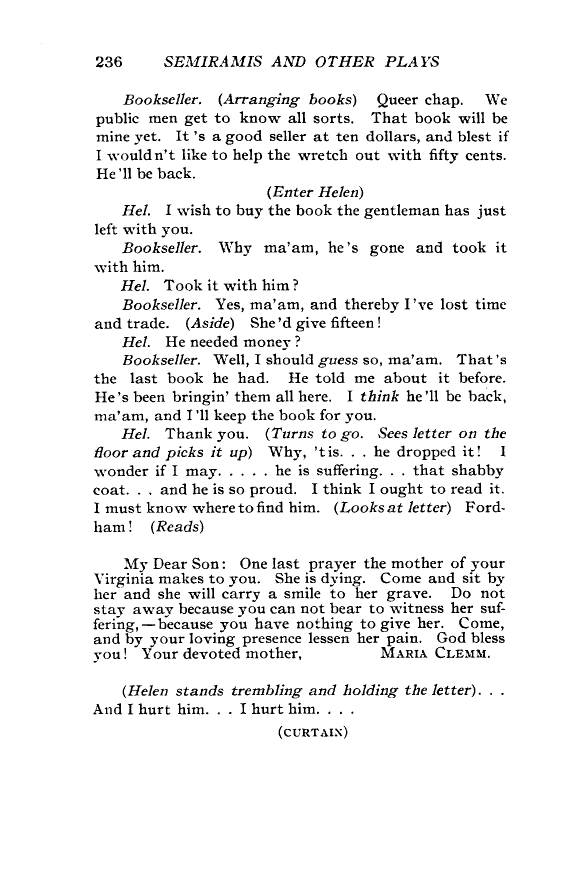 236 SEMIRAMIS AND OTHER PLAYS
Bookseller. (Arranging books) Queer chap. We
public men get to know all sorts. That book will be
mine yet. It 's a good seller at ten dollars, and blest if
I wouldn't like to help the wretch out with fifty cents.
He 'll be back.
(Enter Helen)
Hel. I wish to buy the book the gentleman has just
left with you.
Bookseller. Why ma'am, he's gone and took it
with him.
Hel. Took it with him?
Bookseller. Yes, ma'am, and thereby I've lost time
and trade. (Aside) She'd give fifteen!
Hel. He needed money?
Bookseller. Well, I should guess so, ma'am. That's
the last book he had. He told me about it before.
He's been bringin' them all here. I think he'll be back,
ma'am, and I'll keep the book for you.
Hel. Thank you. (Turns to go. Sees letter on the
floor and picks it up) Why, 'tis. . . he dropped it! I
wonder if I may. . . . . he is suffering. . . that shabby
coat. . . and he is so proud. I think I ought to read it.
I must know where to find him. (Looks at letter) Ford-
ham! (Reads)
My Dear Son: One last prayer the mother of your
Virginia makes to you. She is dying. Come and sit by
her and she will carry a smile to her grave. Do not
stay away because you can not bear to witness her suf-
fering,—because you have nothing to give her. Come,
and by your loving presence lessen her pain. God bless
you! Your devoted mother, MARIA CLEMM.
(Helen stands trembling and holding the letter). . .
And I hurt him. . . I hurt him. . . .
(CURTAIN)